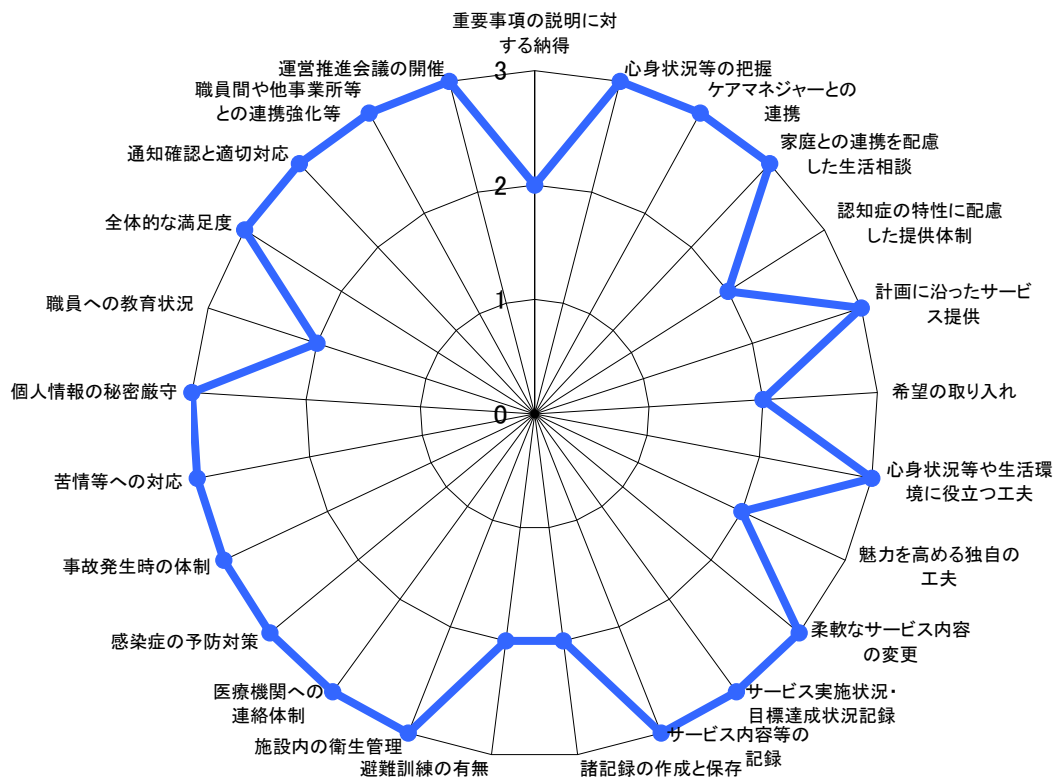 重要事項の説明に対
する納得
心身状況等の把握
ケアマネジャーとの
連携
家庭との連携を配慮
した生活相談
認知症の特性に配慮
した提供体制
計画に沿ったサービ
ス提供
希望の取り入れ
心身状況等や生活環
境に役立つ工夫
魅力を高める独自の
工夫
柔軟なサービス内容
の変更
サービス実施状況・
目標達成状況記録
サービス内容等の
記録
諸記録の作成と保存
避難訓練の有無
施設内の衛生管理
医療機関への
連絡体制
感染症の予防対策
事故発生時の体制
苦情等への対応
個人情報の秘密厳守
職員への教育状況
全体的な満足度
通知確認と適切対応
職員間や他事業所等
との連携強化等
運営推進会議の開催
3
2
1
0